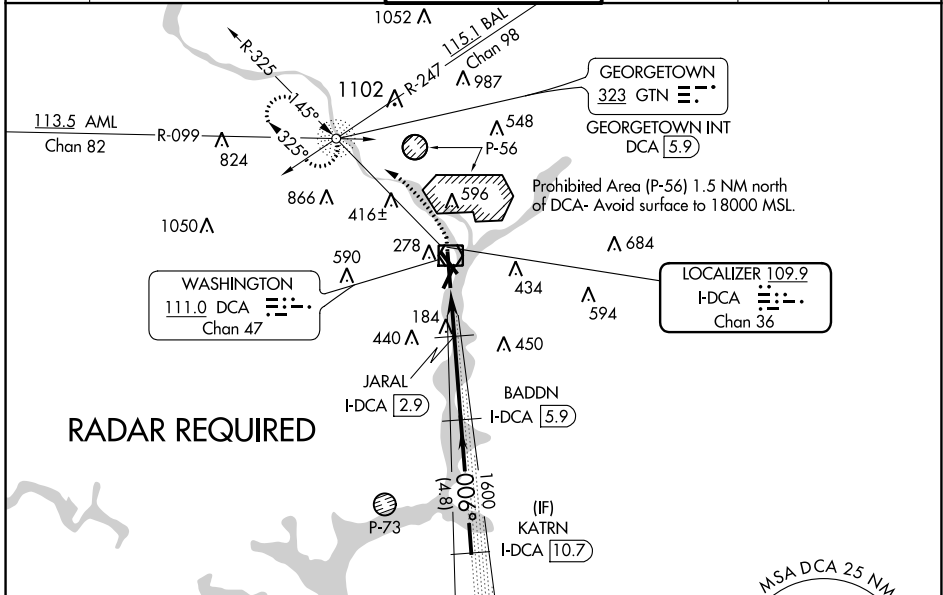 1052
115.1 BAL
Chan 98
R-247
R-325
1102
987
145°
325°
GEORGETOWN
323 GTN
GEORGETOWN INT
DCA 5.9
113.5 AML
Chan 82
R-099
824
548
P-56
866
416±
596
Prohibited Area (P-56) 1.5 NM north
of DCA- Avoid surface to 18000 MSL.
1050
590
278
684
434
594
WASHINGTON
111.0 DCA
Chan 47
LOCALIZER 109.9
I-DCA
Chan 36
184
440
450
JARAL
I-DCA 2.9
BADDN
I-DCA 5.9
RADAR REQUIRED
006°
1600
(4.8)
P-73
(IF)
KATRN
I-DCA 10.7
MSA DCA 25 NM